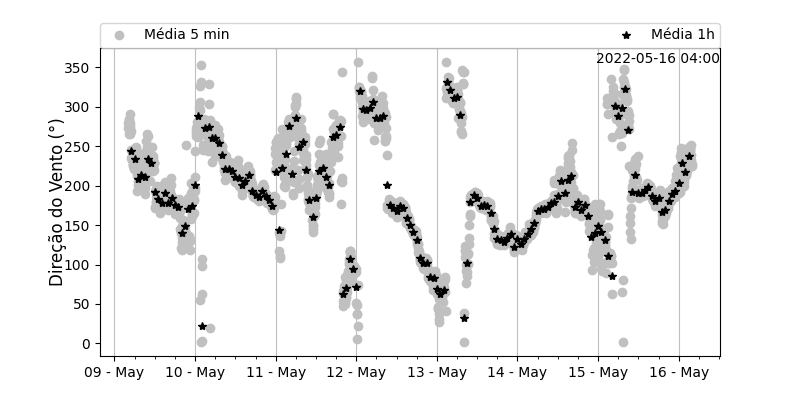 Média 5 min
Média 1h
2022-05-16 04:00
Direção do Vento (°)
350
300
250
200
150
100
50
0
09 - May
10 - May
11 - May
12 - May
13 - May
14 - May
15 - May
16 - May